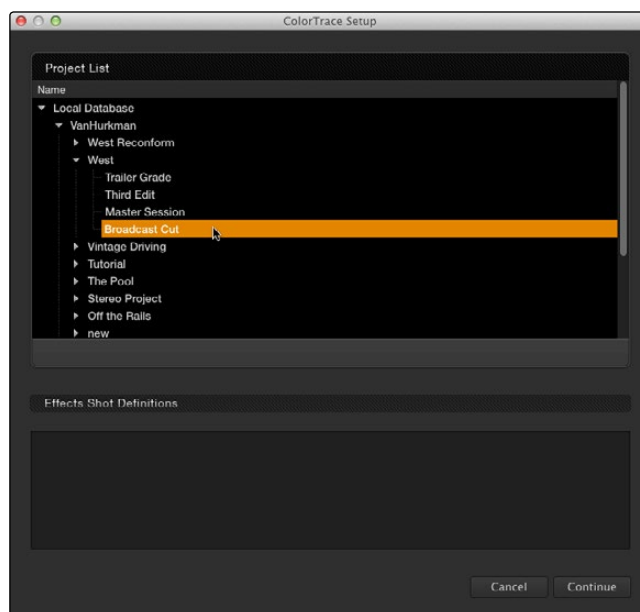 ColorTrace Setup
Project List
Name
Local Database
VanHurkman
West Reconform
West
Trailer Grade
Third Edit
Master Session
Broadcast Cut
Vintage Driving
Tutorial
The Pool
Stereo Project
Off the Rails
new
Effects Shot Definitions
Cancel
Continue